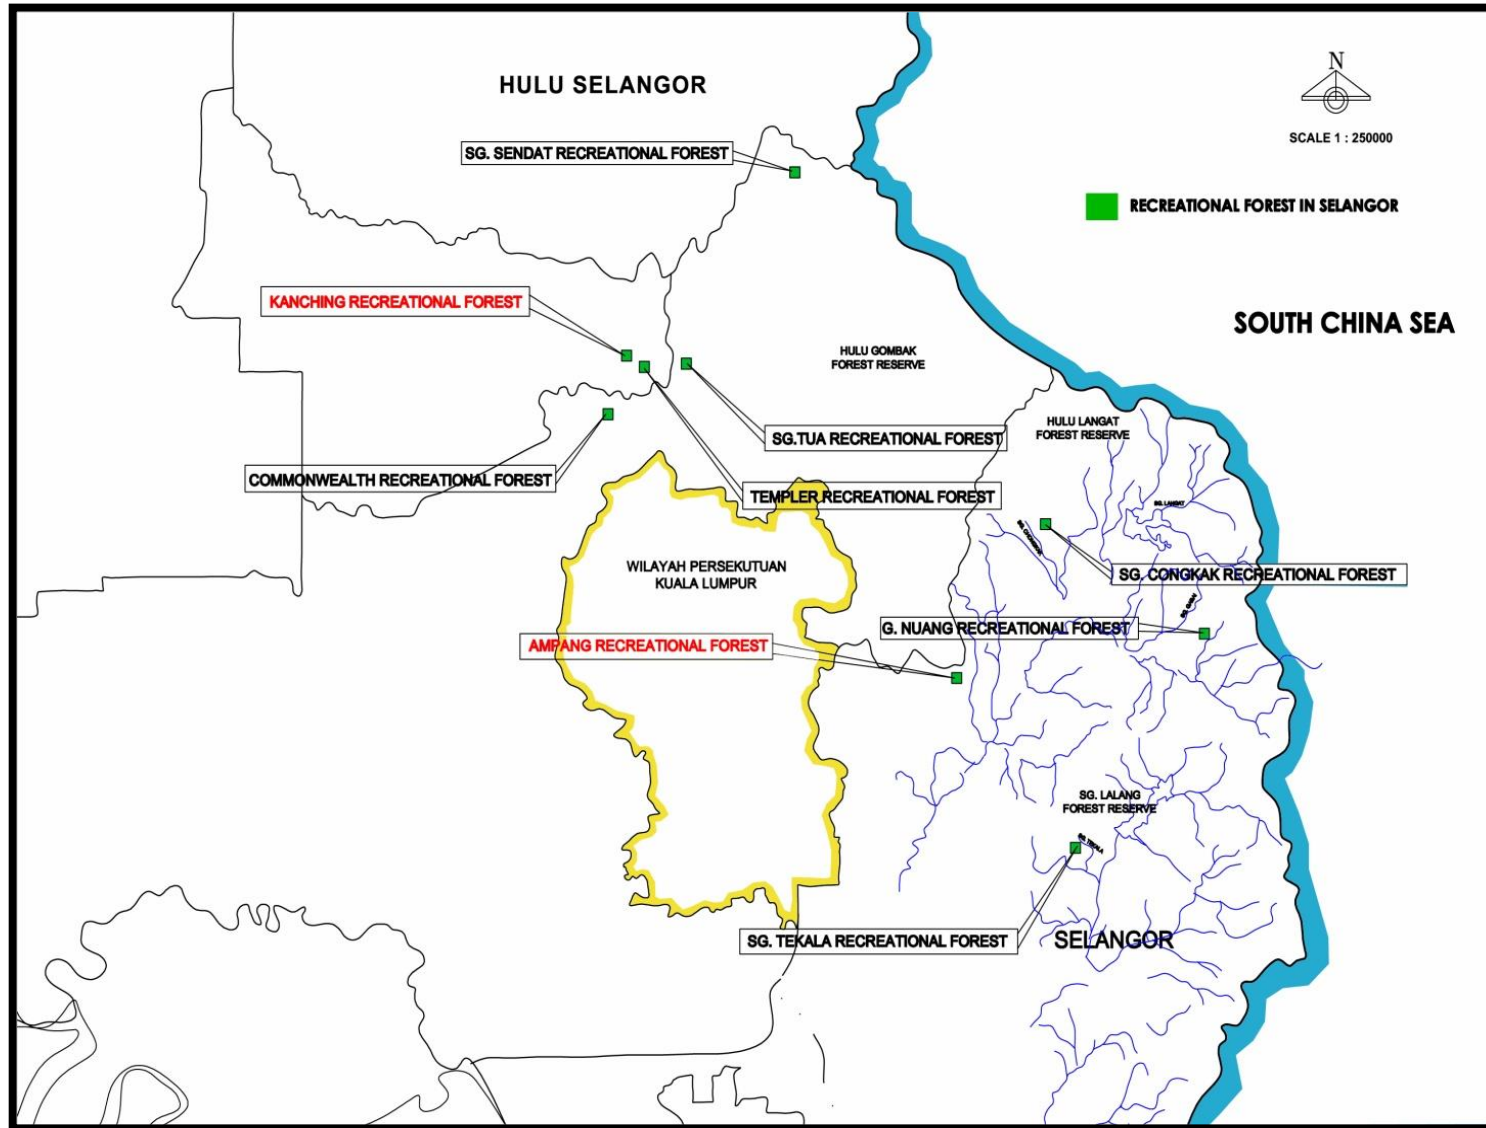 HULU SELANGOR
N
SCALE 1 : 250000
SG. SENDAT RECREATIONAL FOREST
RECREATIONAL FOREST IN SELANGOR
KANCHING RECREATIONAL FOREST
SOUTH CHINA SEA
HULU GOMBAK
FOREST RESERVE
HULU LANGAT
FOREST RESERVE
SG.TUA RECREATIONAL FOREST
COMMONWEALTH RECREATIONAL FOREST
TEMPLER RECREATIONAL FOREST
SG. LANGAT
WILAYAH PERSEKUTUAN
KUALA LUMPUR
SG. CONGKAK RECREATIONAL FOREST
G. NUANG RECREATIONAL FOREST
AMPANG RECREATIONAL FOREST
SG. LALANG
FOREST RESERVE
SG. TEKALA
SG. TEKALA RECREATIONAL FOREST
SELANGOR